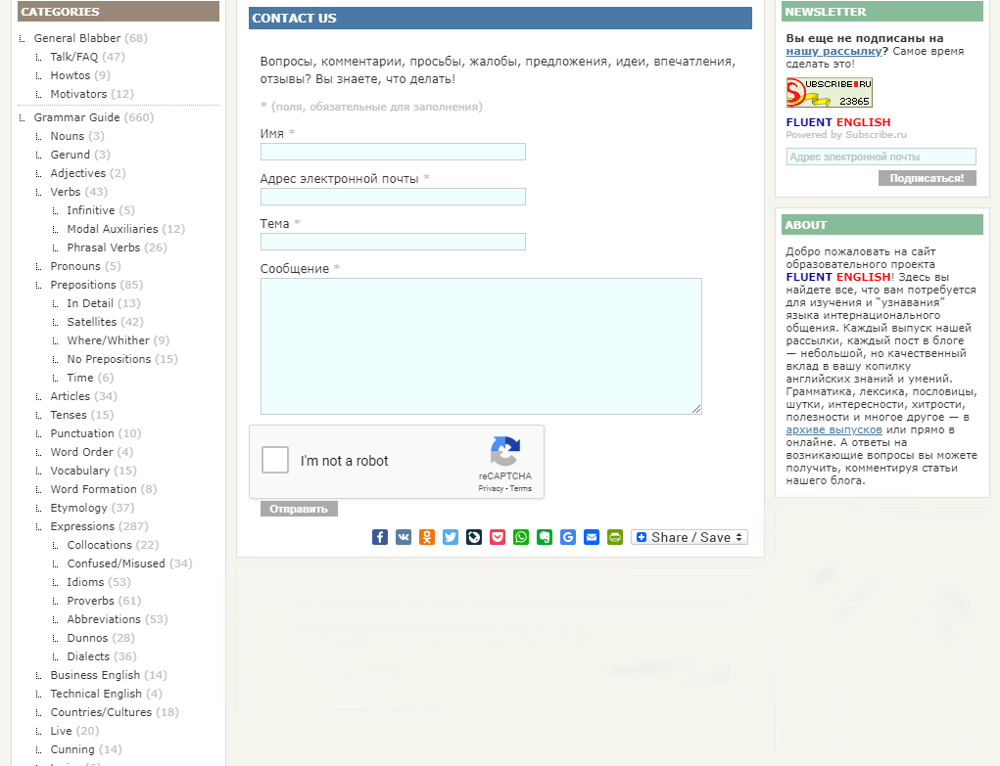 CATEGORIES
General Blabber (68)
Talk/FAQ (47)
Howtos (9)
Motivators (12)
Grammar Guide (660)
Nouns (3)
Gerund (3)
Adjectives (2)
Verbs (43)
Infinitive (5)
Modal Auxiliaries (12)
Phrasal Verbs (26)
Pronouns (5)
Prepositions (85)
In Detail (13)
Satellites (42)
Where/Whither (9)
No Prepositions (15)
Time (6)
Articles (34)
Tenses (15)
Punctuation (10)
Word Order (4)
Vocabulary (15)
Word Formation (8)
Etymology (37)
Expressions (287)
Collocations (22)
Confused/Misused (34)
Idioms (53)
Proverbs (61)
Abbreviations (53)
Dunnos (28)
Dialects (36)
Business English (14)
Technical English (4)
Countries/Cultures (18)
Live (20)
Cunning (14)
CONTACT US
Вопросы, комментарии, просьбы, жалобы, предложения, идеи, впечатления,
отзывы? Вы знаете, что делать!
* (поля, обязательные для заполнения)
Имя *
Адрес электронной почты *
Тема *
Сообщение *
I'm not a robot
reCAPTCHA
Privacy - Terms
Отправить
Share / Save
NEWSLETTER
Вы еще не подписаны на
нашу рассылку? Самое время
сделать это!
SUBSCRIBE.RU
23865
FLUENT ENGLISH
Powered by Subscribe.ru
Адрес электронной почты
Подписаться!
ABOUT
Добро пожаловать на сайт
образовательного проекта
FLUENT ENGLISH! Здесь вы
найдете все, что вам потребуется
для изучения и “узнавания”
языка интернационального
общения. Каждый выпуск нашей
рассылки, каждый пост в блоге
— небольшой, но качественный
вклад в вашу копилку
английских знаний и умений.
Грамматика, лексика, пословицы,
шутки, интересности, хитрости,
полезности и многое другое — в
архиве выпусков или прямо в
онлайне. А ответы на
возникающие вопросы вы можете
получить, комментируя статьи
нашего блога.